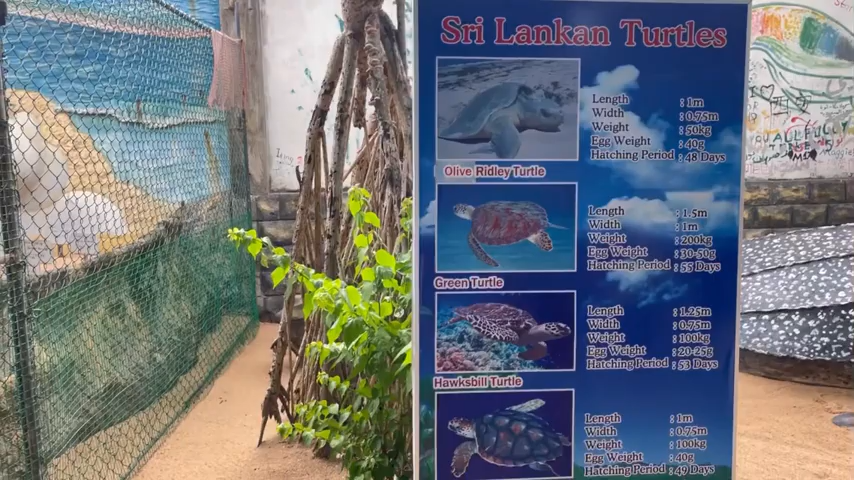 Sri Lankan Turtles
Length : 1m
Width : 0.75m
Weight : 50kg
Egg Weight : 40g
Hatching Period : 48 Days
Olive Ridley Turtle
Length : 1.5m
Width : 1m
Weight : 200kg
Egg Weight : 30-50g
Hatching Period : 55 Days
Green Turtle
Length : 1.25m
Width : 0.75m
Weight : 100kg
Egg Weight : 20-25g
Hatching Period : 53 Days
Hawksbill Turtle
Length : 1m
Width : 0.75m
Weight : 100kg
Egg Weight : 40g
Hatching Period : 49 Days